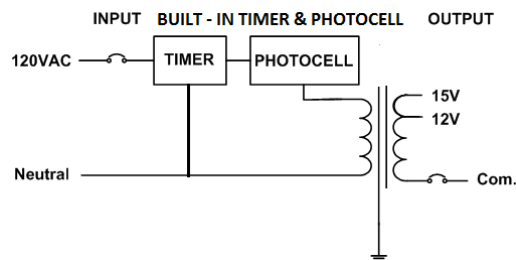 INPUT BUILT - IN TIMER & PHOTOCELL OUTPUT
120VAC TIMER PHOTOCELL
15V
12V
Neutral Com.